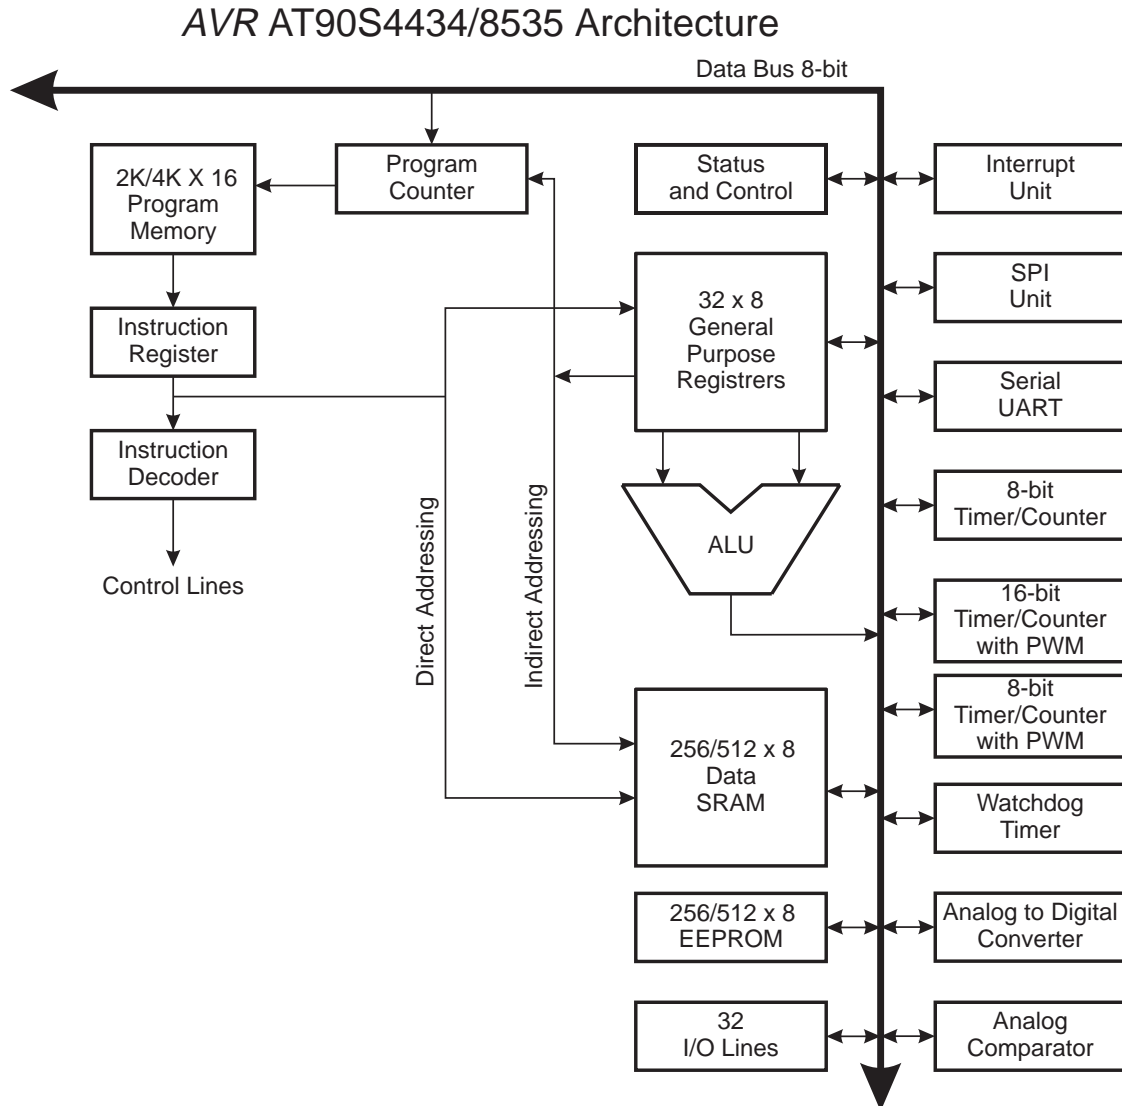 AVR AT90S4434/8535 Architecture
Data Bus 8-bit
2K/4K X 16
Program
Memory
Program
Counter
Status
and Control
Interrupt
Unit
Instruction
Register
32 x 8
General
Purpose
Registrers
SPI
Unit
Serial
UART
Instruction
Decoder
Control Lines
Direct Addressing
Indirect Addressing
ALU
8-bit
Timer/Counter
16-bit
Timer/Counter
with PWM
8-bit
Timer/Counter
with PWM
256/512 x 8
Data
SRAM
Watchdog
Timer
256/512 x 8
EEPROM
Analog to Digital
Converter
32
I/O Lines
Analog
Comparator